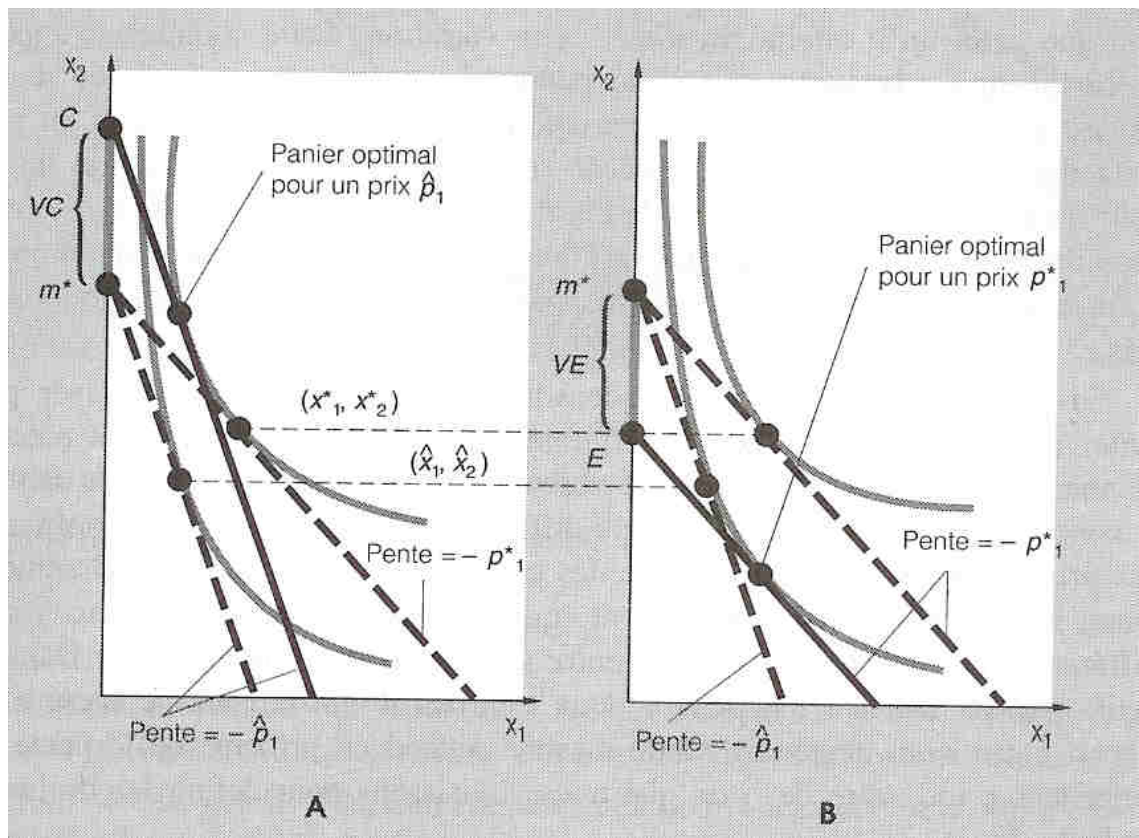 x₂
C
VC
m*
Panier optimal
pour un prix p̂₁
(x*₁, x*₂)
(x̂₁, x̂₂)
Pente = − p*₁
Pente = − p̂₁
x₁
A
x₂
m*
VE
E
Panier optimal
pour un prix p*₁
Pente = − p*₁
Pente = − p̂₁
x₁
B